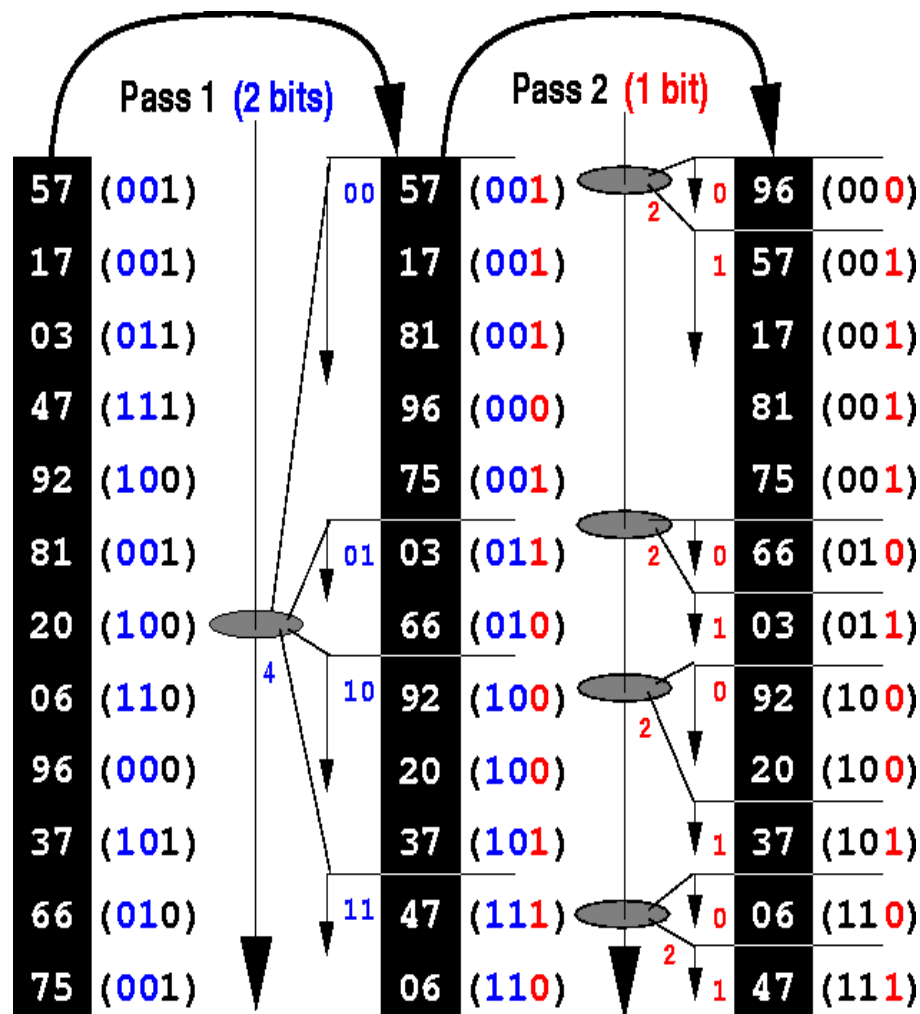 Pass 1 (2 bits) Pass 2 (1 bit)
57 (001) 00 57 (001) 2 0 96 (000)
17 (001) 17 (001) 1 57 (001)
03 (011) 81 (001) 17 (001)
47 (111) 96 (000) 81 (001)
92 (100) 75 (001) 75 (001)
81 (001) 01 03 (011) 2 0 66 (010)
20 (100) 66 (010) 1 03 (011)
06 (110) 4 10 92 (100) 2 0 92 (100)
96 (000) 20 (100) 20 (100)
37 (101) 37 (101) 1 37 (101)
66 (010) 11 47 (111) 0 06 (110)
75 (001) 06 (110) 2 1 47 (111)